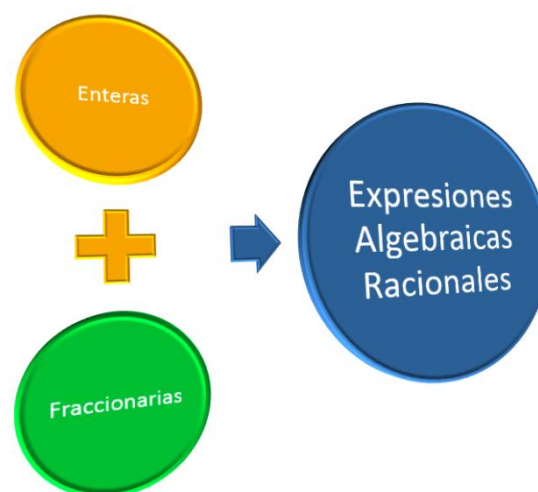 Enteras
Fraccionarias
Expresiones
Algebraicas
Racionales